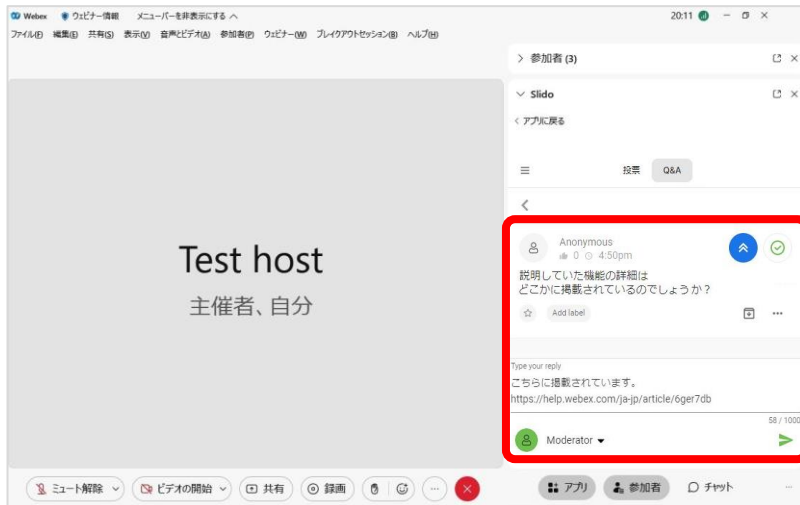 Webex ウェビナー情報 メニューバーを非表示にする 20:11
ファイル(F) 編集(E) 共有(S) 表示(V) 音声とビデオ(A) 参加者(P) ウェビナー(W) ブレイクアウトセッション(B) ヘルプ(H)
参加者 (3)
Slido
アプリに戻る
投票 Q&A
Test host
主催者、自分
Anonymous
0 4:50pm
説明していた機能の詳細は
どこかに掲載されているのでしょうか？
Add label
Type your reply
こちらに掲載されています。
https://help.webex.com/ja-jp/article/6ger7db
58 / 1000
Moderator
ミュート解除 ビデオの開始 共有 録画 アプリ 参加者 チャット